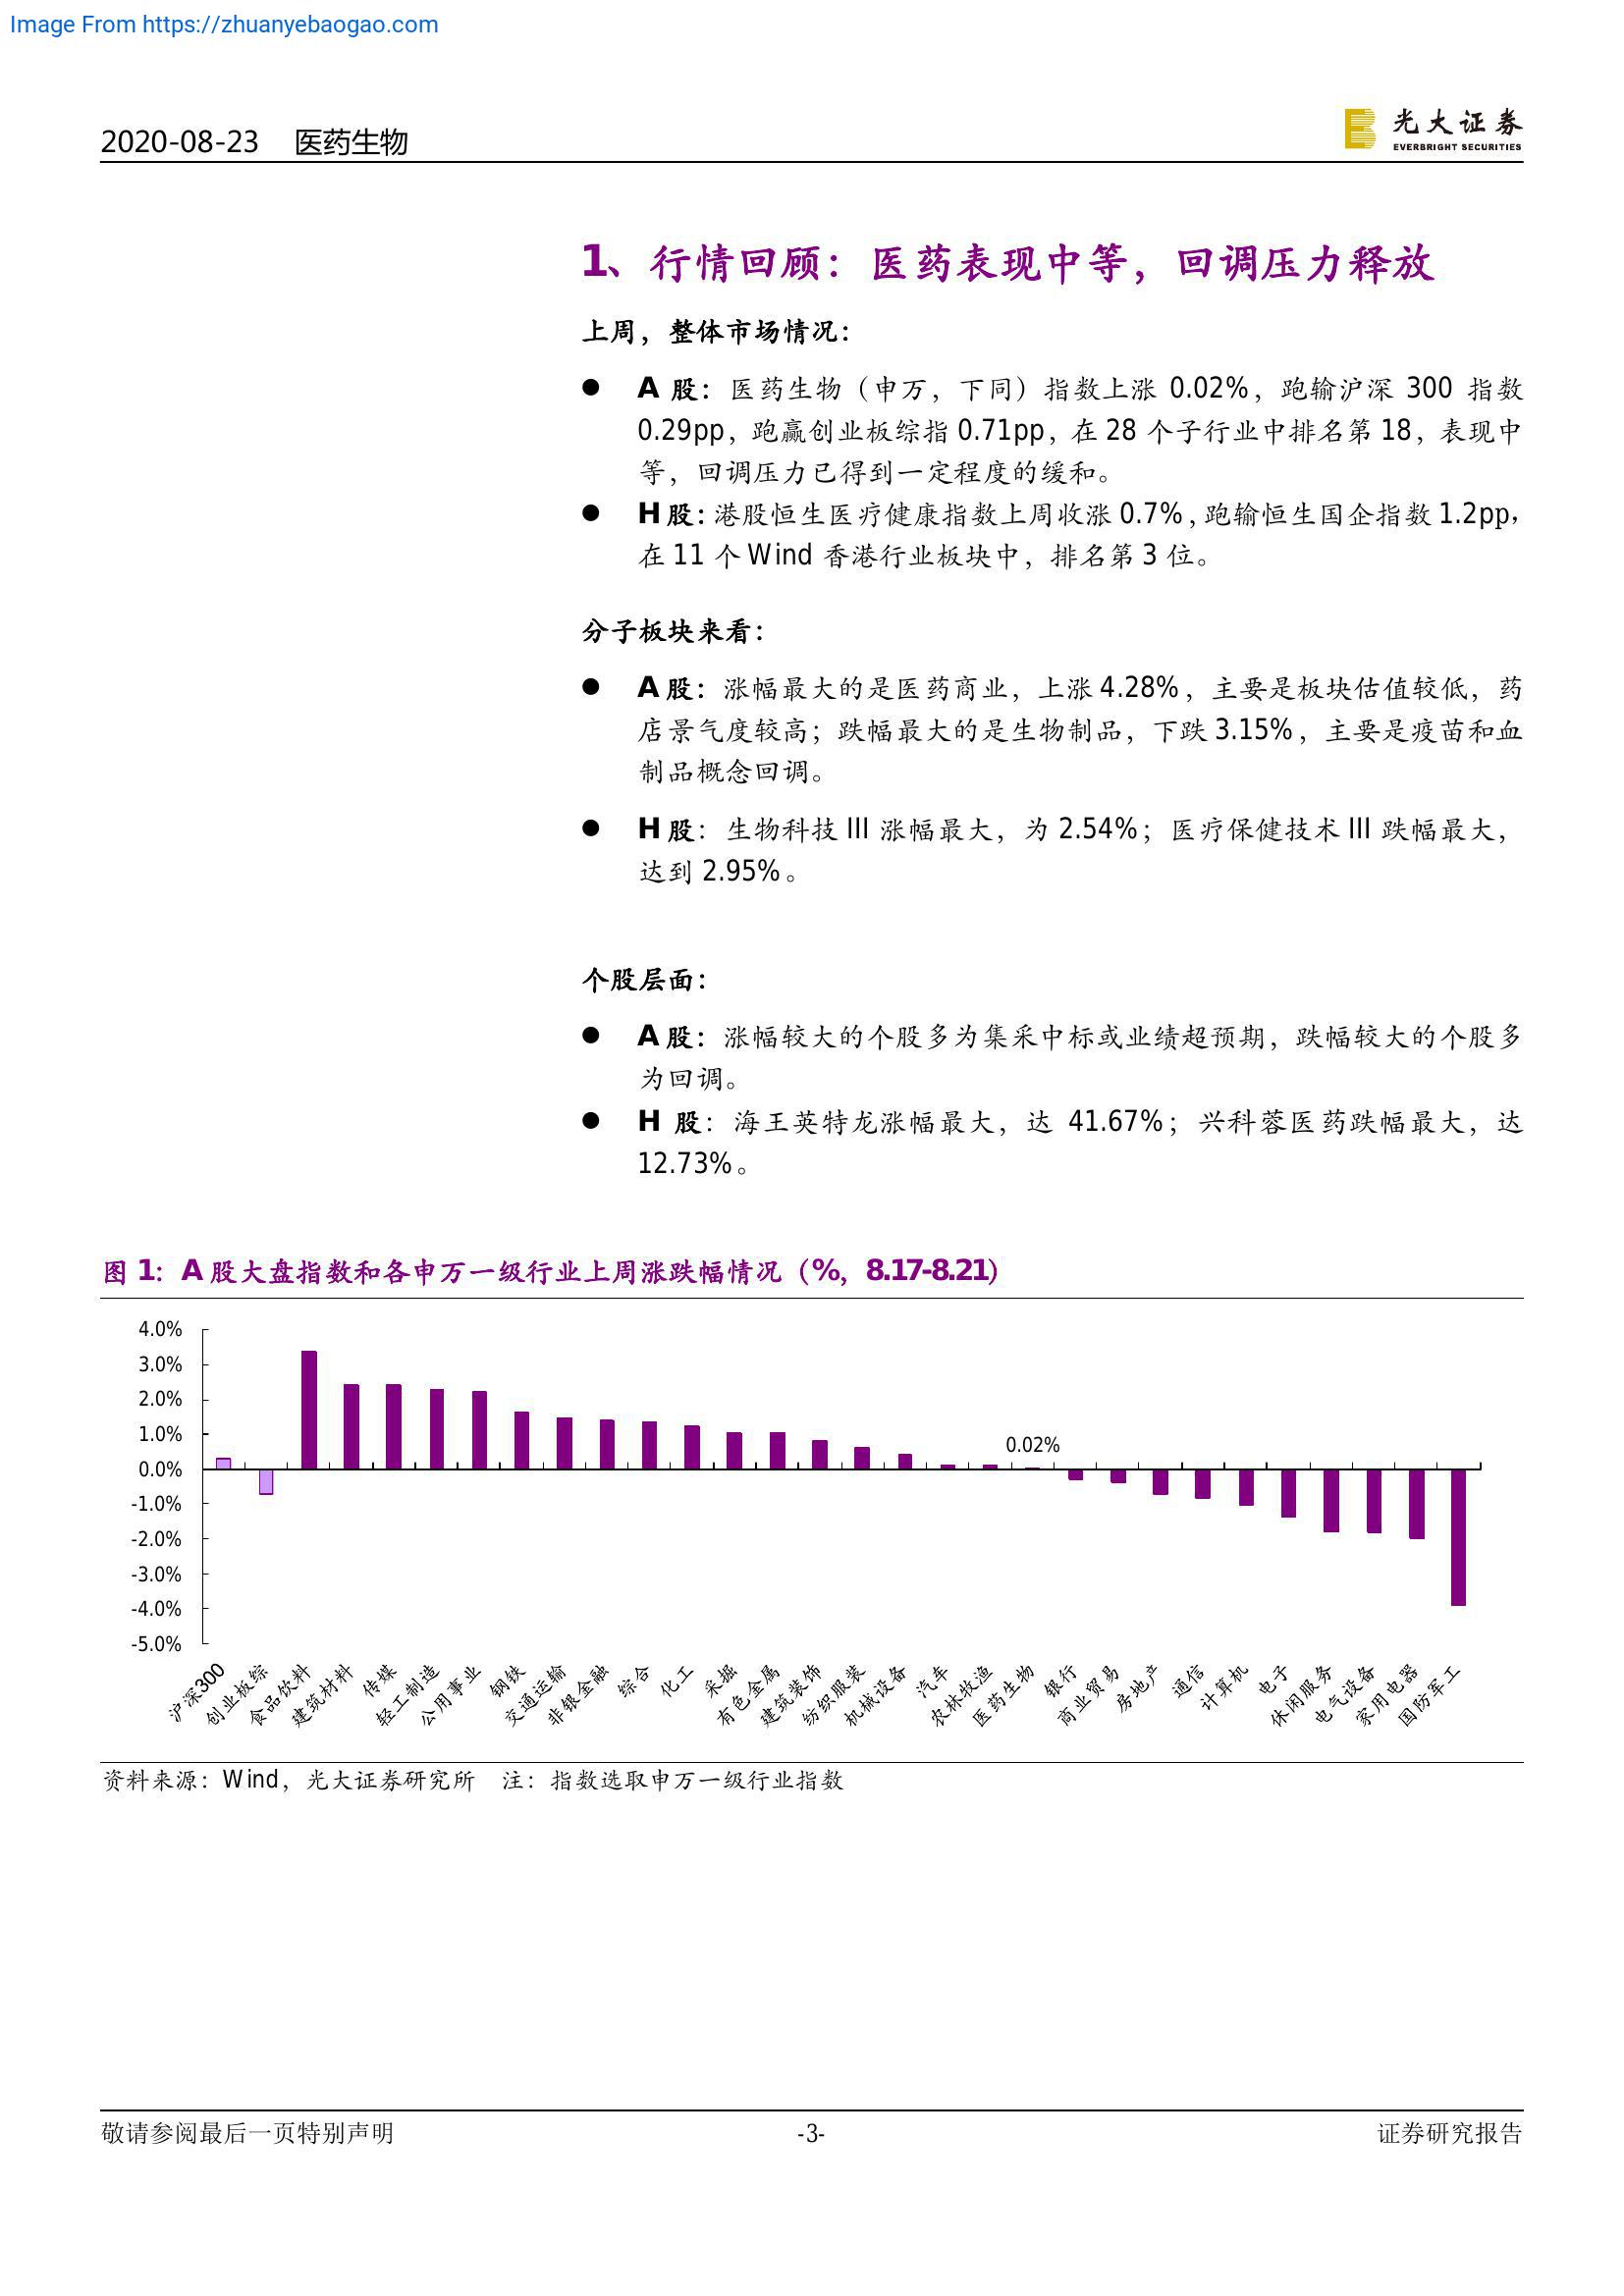 Image From https://zhuanyebaogao.com
2020-08-23 医药生物
光大证券
EVERBRIGHT SECURITIES
1、行情回顾：医药表现中等，回调压力释放
上周，整体市场情况：
● A 股：医药生物（申万，下同）指数上涨 0.02%，跑输沪深 300 指数
0.29pp，跑赢创业板综指 0.71pp，在 28 个子行业中排名第 18，表现中
等，回调压力已得到一定程度的缓和。
● H 股：港股恒生医疗健康指数上周收涨 0.7%，跑输恒生国企指数 1.2pp，
在 11 个 Wind 香港行业板块中，排名第 3 位。
分子板块来看：
● A 股：涨幅最大的是医药商业，上涨 4.28%，主要是板块估值较低，药
店景气度较高；跌幅最大的是生物制品，下跌 3.15%，主要是疫苗和血
制品概念回调。
● H 股：生物科技 III 涨幅最大，为 2.54%；医疗保健技术 III 跌幅最大，
达到 2.95%。
个股层面：
● A 股：涨幅较大的个股多为集采中标或业绩超预期，跌幅较大的个股多
为回调。
● H 股：海王英特龙涨幅最大，达 41.67%；兴科蓉医药跌幅最大，达
12.73%。
图 1：A 股大盘指数和各申万一级行业上周涨跌幅情况（%，8.17-8.21）
4.0%
3.0%
2.0%
1.0%
0.0%
-1.0%
-2.0%
-3.0%
-4.0%
-5.0%
0.02%
沪深300
创业板综
食品饮料
建筑材料
传媒
轻工制造
公用事业
钢铁
交通运输
非银金融
综合
化工
采掘
有色金属
建筑装饰
纺织服装
机械设备
汽车
农林牧渔
医药生物
银行
商业贸易
房地产
通信
计算机
电子
休闲服务
电气设备
家用电器
国防军工
资料来源：Wind，光大证券研究所 注：指数选取申万一级行业指数
敬请参阅最后一页特别声明
-3-
证券研究报告